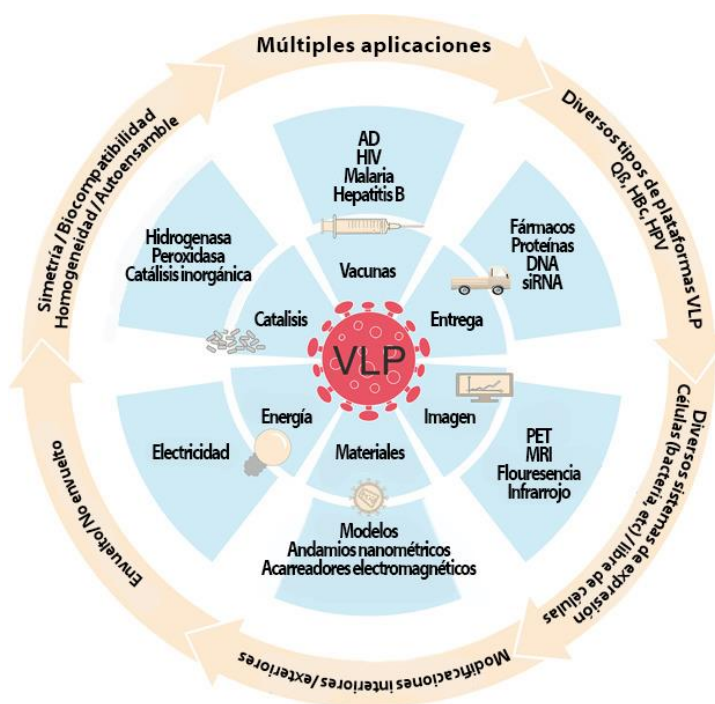 Múltiples aplicaciones
Diversos tipos de plataformas VLP
Qß, HBc, HPV
Diversos sistemas de expresión
Células (bacteria, etc) / libre de células
Modificaciones interiores/exteriores
Envuelto/ No envuelto
Simetría / Biocompatibilidad
Homogeneidad / Autoensamble
AD
HIV
Malaria
Hepatitis B
Vacunas
Fármacos
Proteínas
DNA
siRNA
Entrega
PET
MRI
Flouresencia
Infrarrojo
Imagen
Modelos
Andamios nanométricos
Acarreadores electromagnéticos
Materiales
Electricidad
Energía
Hidrogenasa
Peroxidasa
Catálisis inorgánica
Catalisis
VLP